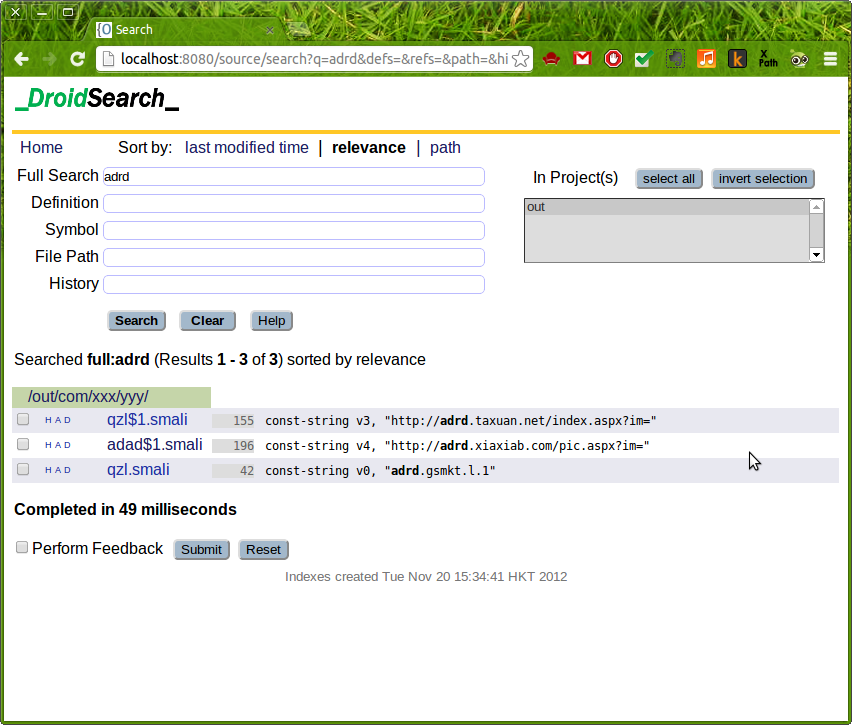 Search
localhost:8080/source/search?q=adrd&defs=&refs=&path=&hi
X
Path
_DroidSearch_
Home Sort by: last modified time | relevance | path
Full Search adrd
In Project(s) select all invert selection
out
Definition
Symbol
File Path
History
Search Clear Help
Searched full:adrd (Results 1 - 3 of 3) sorted by relevance
/out/com/xxx/yyy/
H A D qzl$1.smali 155 const-string v3, "http://adrd.taxuan.net/index.aspx?im="
H A D adad$1.smali 196 const-string v4, "http://adrd.xiaxiab.com/pic.aspx?im="
H A D qzl.smali 42 const-string v0, "adrd.gsmkt.l.1"
Completed in 49 milliseconds
Perform Feedback Submit Reset
Indexes created Tue Nov 20 15:34:41 HKT 2012